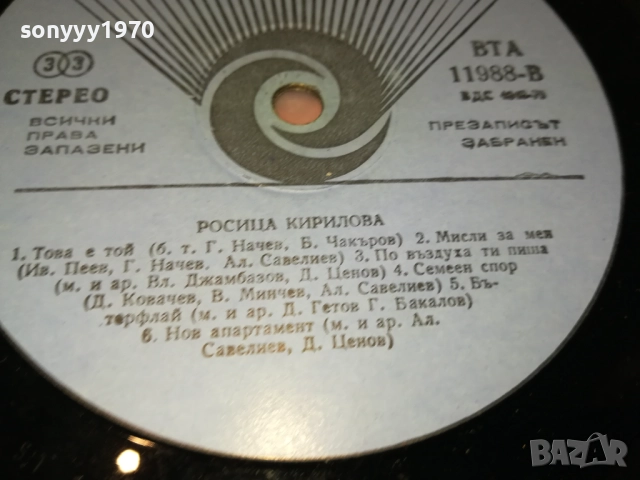 sonyyy1970
33
СТЕРЕО
ВСИЧКИ
ПРАВА
ЗАПАЗЕНИ
ВТА
11988-В
БДС
ПРЕЗАПИСЪТ
ЗАБРАНЕН
РОСИЦА КИРИЛОВА
1. Това е той (б. т. Г. Начев, Б. Чакъров) 2. Мисли за мен
(Ив. Пеев, Г. Начев, Ал. Савелиев) 3. По въздуха ти пиша
(м. и ар. Вл. Джамбазов, Д. Ценов) 4. Семеен спор
(Д. Ковачев, В. Минчев, Ал. Савелиев) 5. Бъ-
терфлай (м. и ар. Д. Гетов Г. Бакалов)
6. Нов апартамент (м. и ар. Ал.
Савелиев, Д. Ценов)
BAZAR